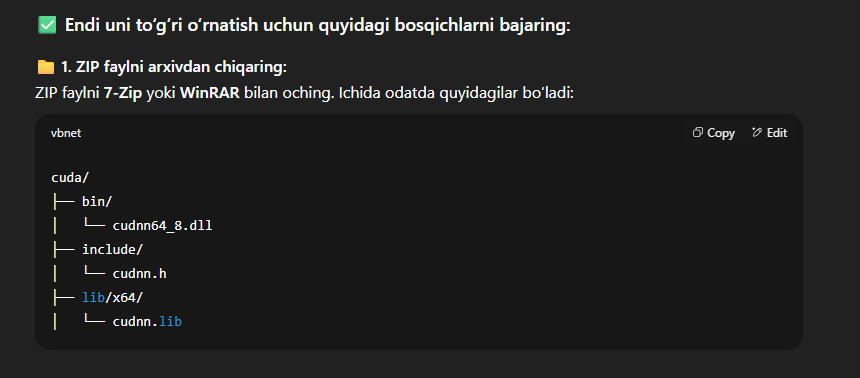 ✅ Endi uni to‘g‘ri o‘rnatish uchun quyidagi bosqichlarni bajaring:
📁 1. ZIP faylni arxivdan chiqaring:
ZIP faylni 7-Zip yoki WinRAR bilan oching. Ichida odatda quyidagilar bo‘ladi:
vbnet Copy Edit
cuda/
├── bin/
│   └── cudnn64_8.dll
├── include/
│   └── cudnn.h
├── lib/x64/
│   └── cudnn.lib